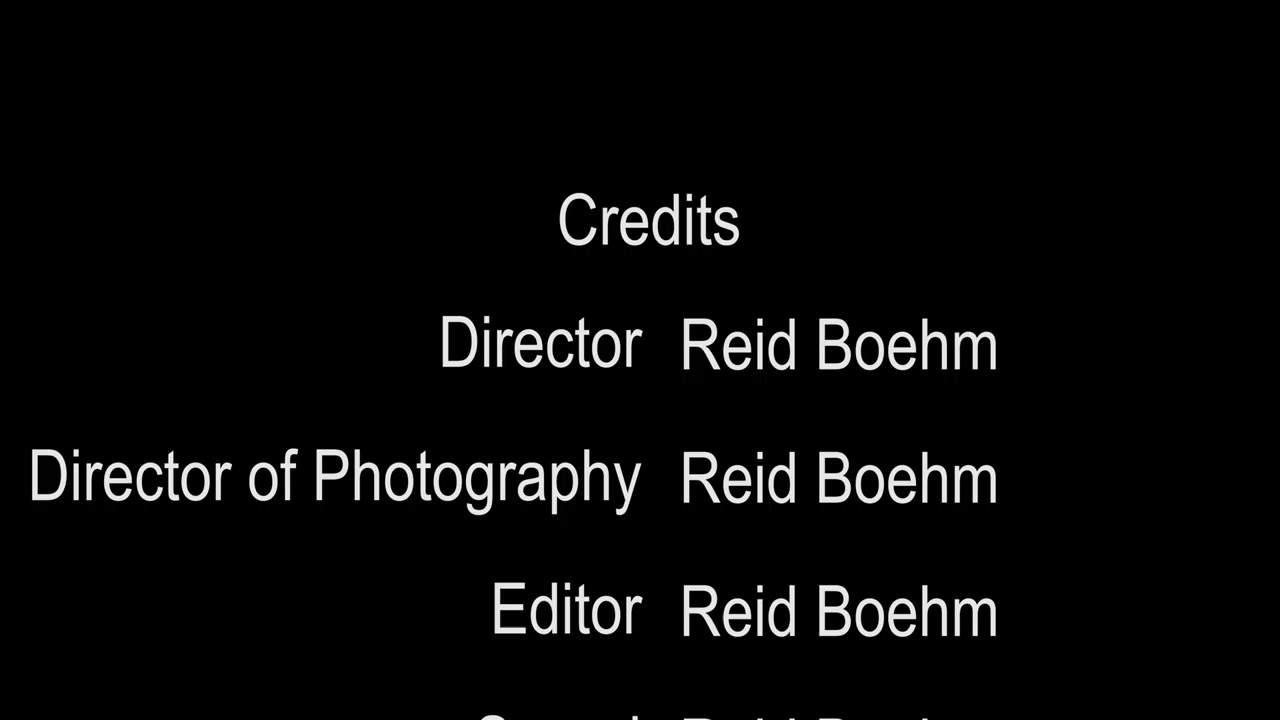 Credits
Director Reid Boehm
Director of Photography Reid Boehm
Editor Reid Boehm